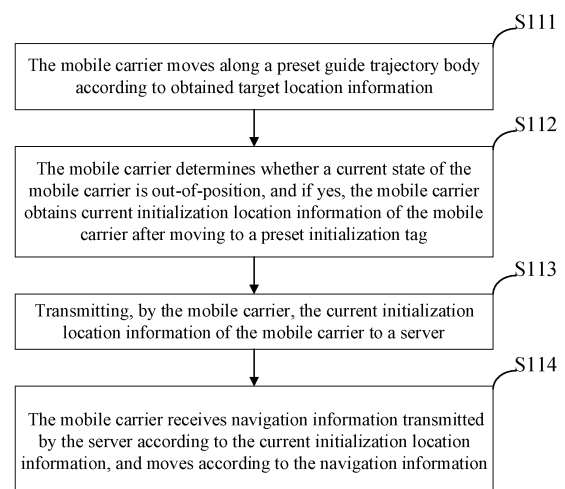 S111
The mobile carrier moves along a preset guide trajectory body
according to obtained target location information
S112
The mobile carrier determines whether a current state of the
mobile carrier is out-of-position, and if yes, the mobile carrier
obtains current initialization location information of the mobile
carrier after moving to a preset initialization tag
S113
Transmitting, by the mobile carrier, the current initialization
location information of the mobile carrier to a server
S114
The mobile carrier receives navigation information transmitted
by the server according to the current initialization location
information, and moves according to the navigation information